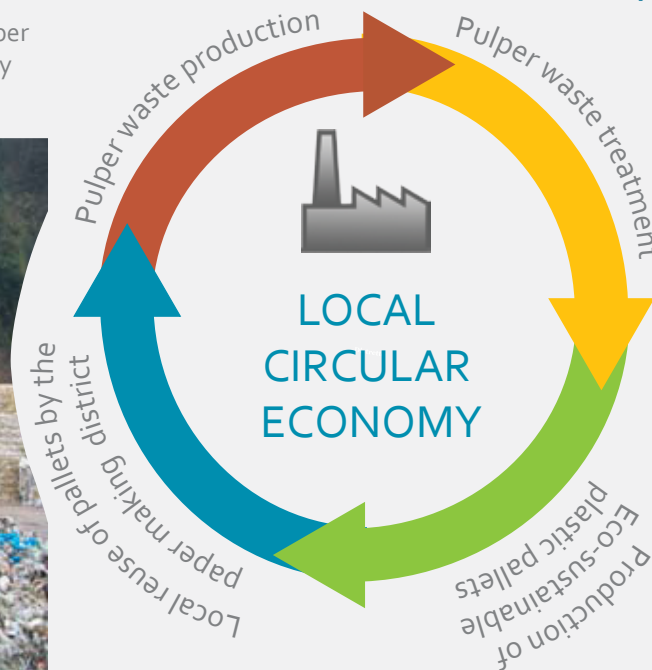 Pulper waste production
Pulper waste treatment
LOCAL
CIRCULAR
ECONOMY
Production of
Eco-sustainable
plastic pallets
Local reuse of pallets by the
paper making district